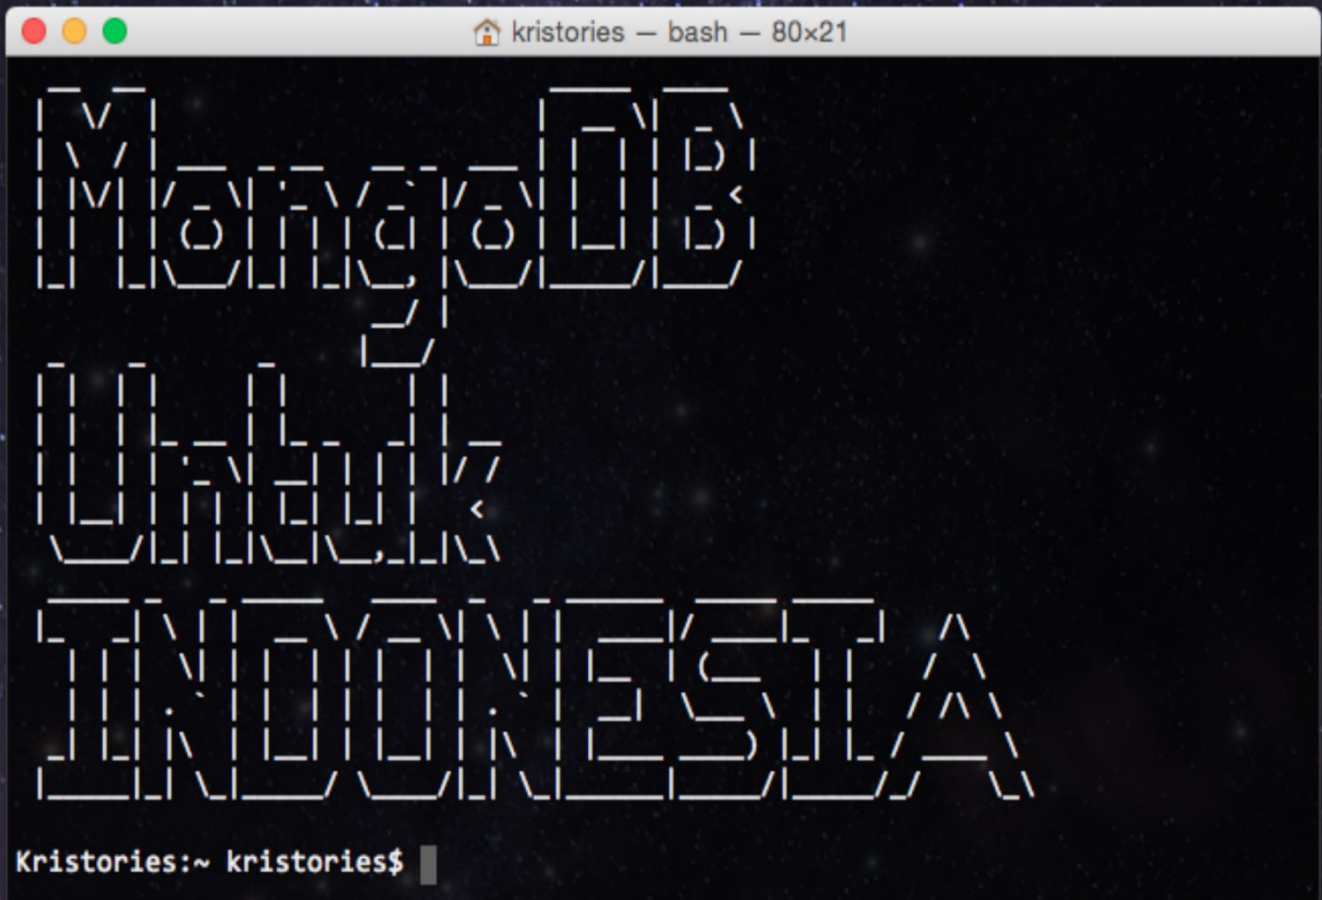 kristories — bash — 80×21
MongoDB
Untuk
INDONESIA
Kristories:~ kristories$